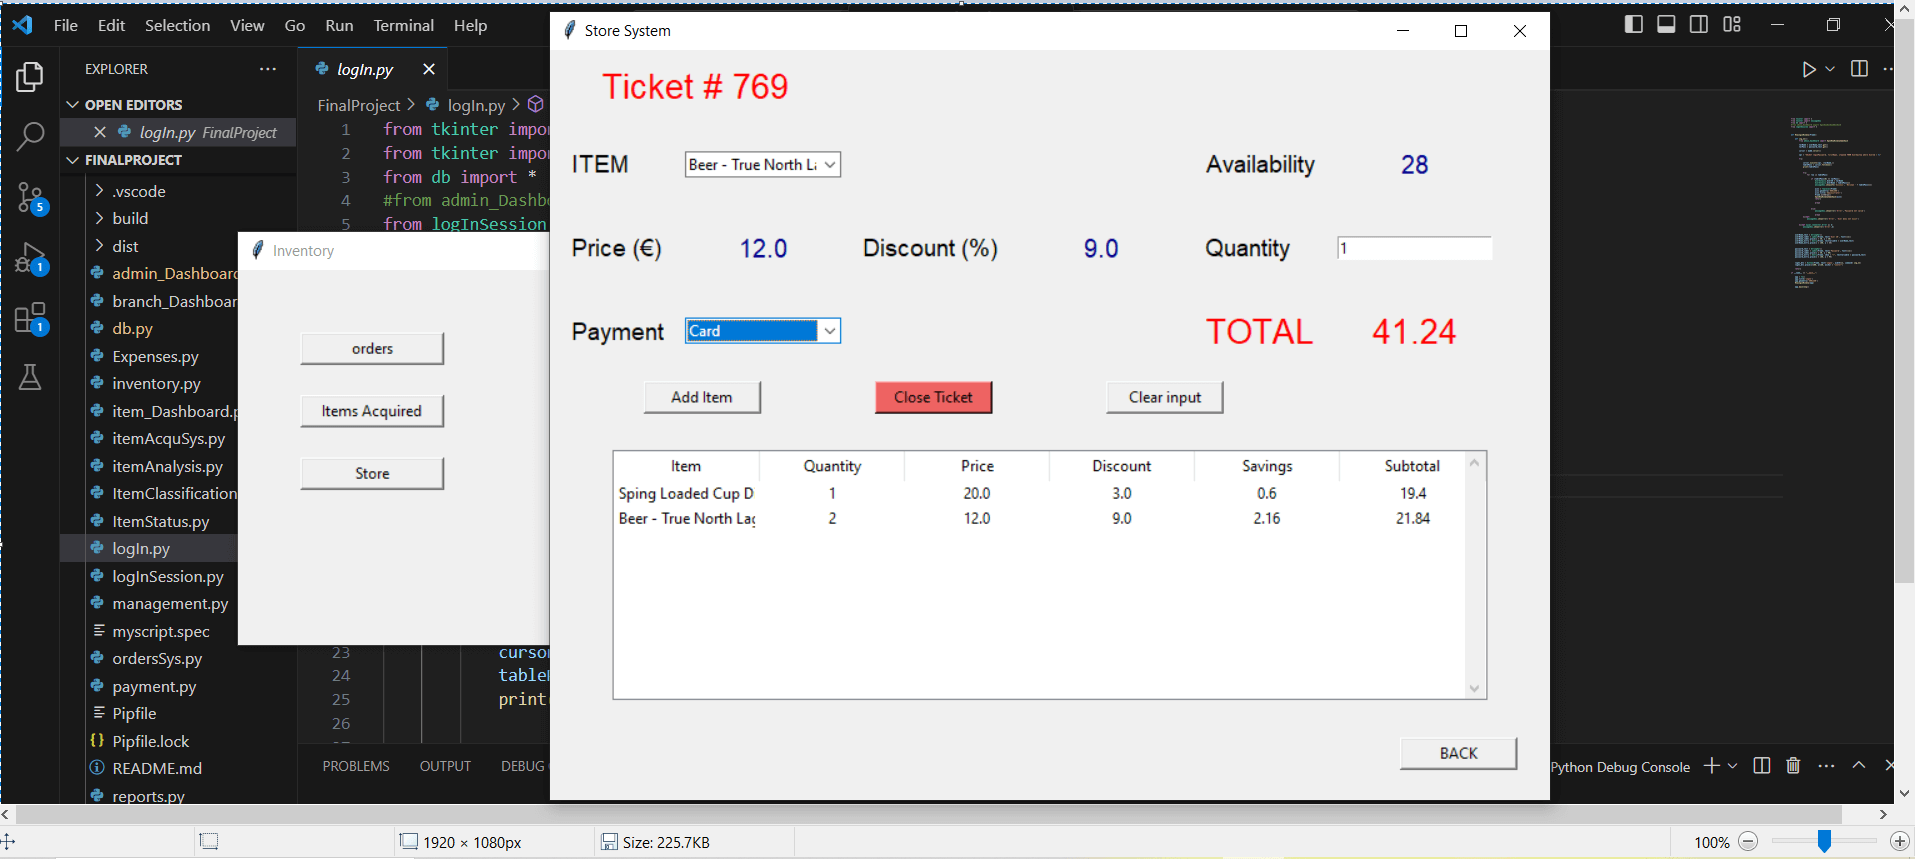 File Edit Selection View Go Run Terminal Help
EXPLORER
OPEN EDITORS
logIn.py FinalProject
FINALPROJECT
.vscode
build
dist
admin_Dashboard
branch_Dashboar
db.py
Expenses.py
inventory.py
item_Dashboard.p
itemAcquSys.py
itemAnalysis.py
ItemClassification
ItemStatus.py
logIn.py
logInSession.py
management.py
myscript.spec
ordersSys.py
payment.py
Pipfile
Pipfile.lock
README.md
reports.py
5
1
1
logIn.py
FinalProject > logIn.py >
1 from tkinter impor
2 from tkinter impor
3 from db import *
4 #from admin_Dashbo
5 from logInSession
23 curso
24 table
25 print
26
PROBLEMS OUTPUT DEBUG
Python Debug Console
Inventory
orders
Items Acquired
Store
Store System
Ticket # 769
ITEM Beer - True North La Availability 28
Price (€) 12.0 Discount (%) 9.0 Quantity 1
Payment Card TOTAL 41.24
Add Item Close Ticket Clear input
Item Quantity Price Discount Savings Subtotal
Sping Loaded Cup D 1 20.0 3.0 0.6 19.4
Beer - True North Lag 2 12.0 9.0 2.16 21.84
BACK
1920 × 1080px Size: 225.7KB 100%